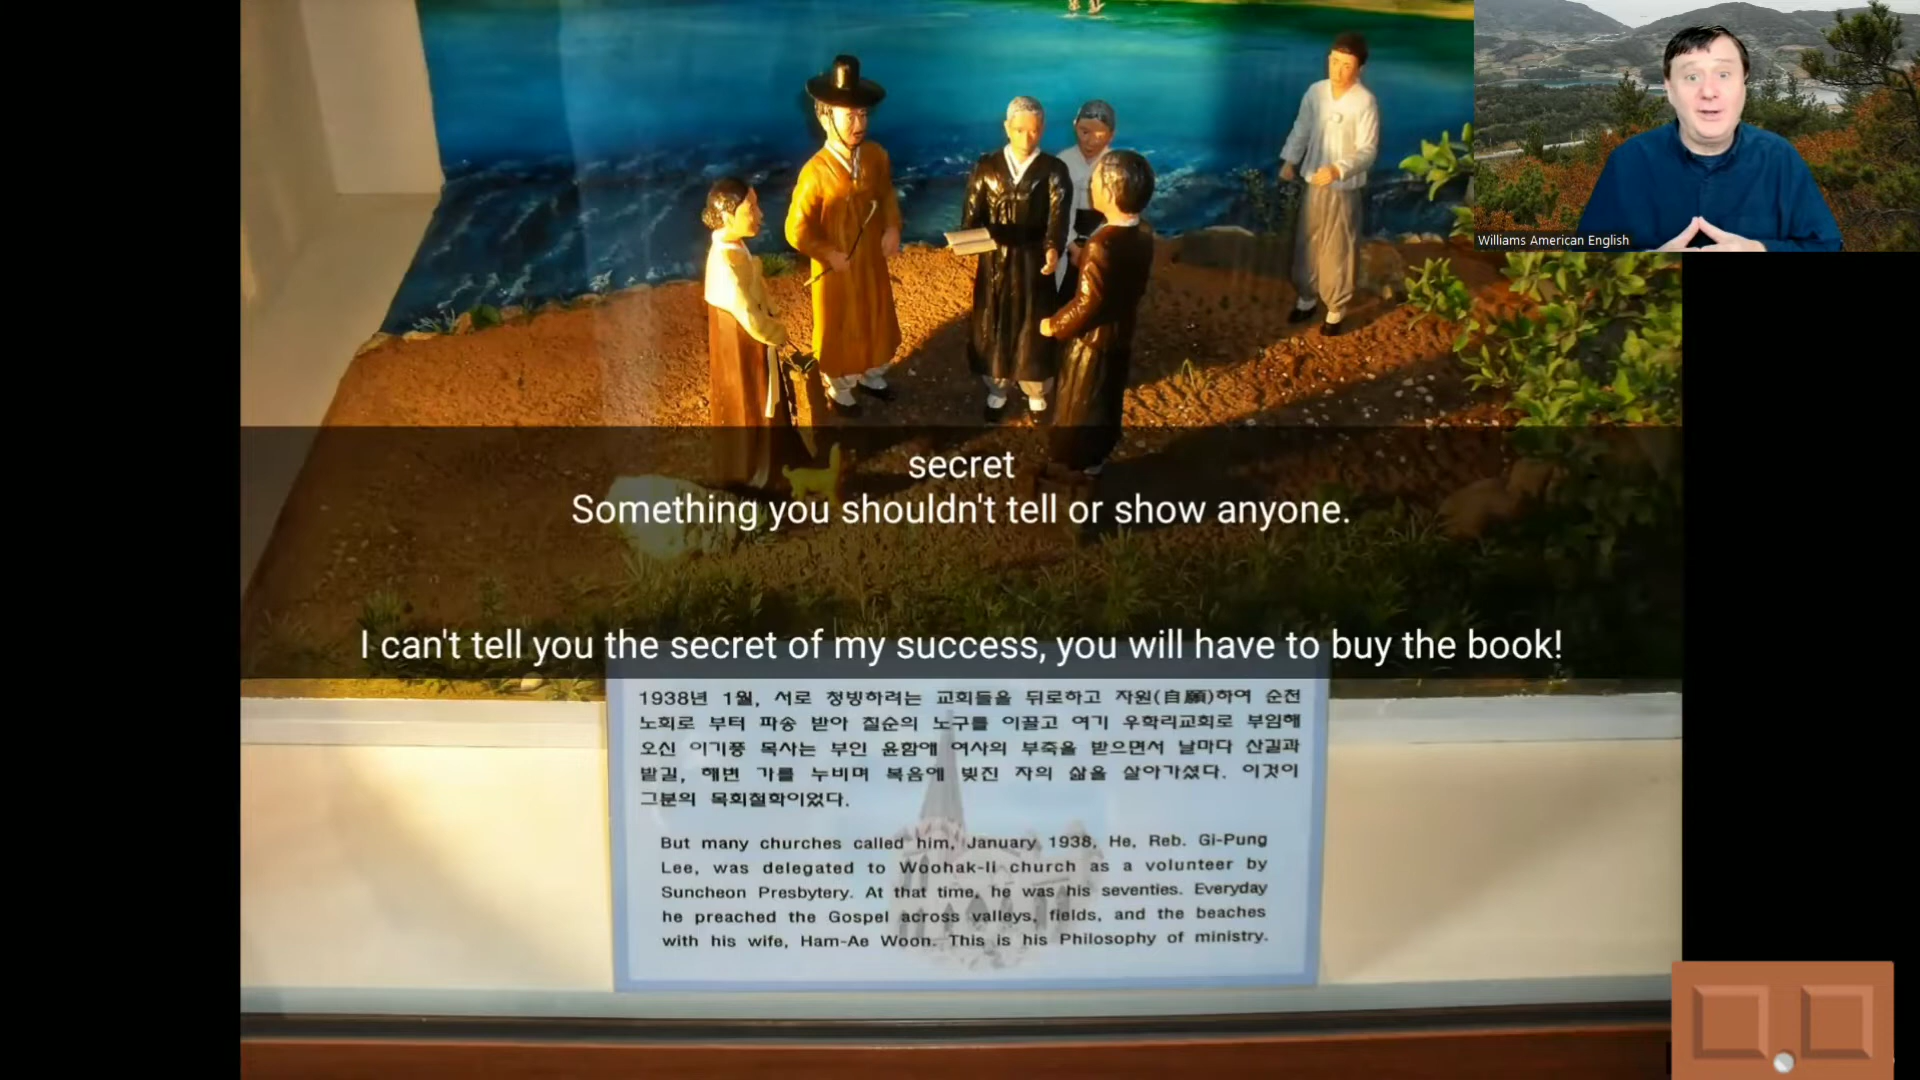 Williams American English
secret
Something you shouldn't tell or show anyone.
I can't tell you the secret of my success, you will have to buy the book!
1938년 1월, 서로 청빙하려는 교회들을 뒤로하고 자원(自願)하여 순천
노회로 부터 파송 받아 칠순의 노구를 이끌고 여기 우학리교회로 부임해
오신 이기풍 목사는 부인 윤함애 여사의 부축을 받으면서 날마다 산길과
밭길, 해변 가를 누비며 복음에 빚진 자의 삶을 살아가셨다. 이것이
그분의 목회철학이었다.
But many churches called him, January 1938, He, Reb. Gi-Pung
Lee, was delegated to Woohak-li church as a volunteer by
Suncheon Presbytery. At that time, he was his seventies. Everyday
he preached the Gospel across valleys, fields, and the beaches
with his wife, Ham-Ae Woon. This is his Philosophy of ministry.